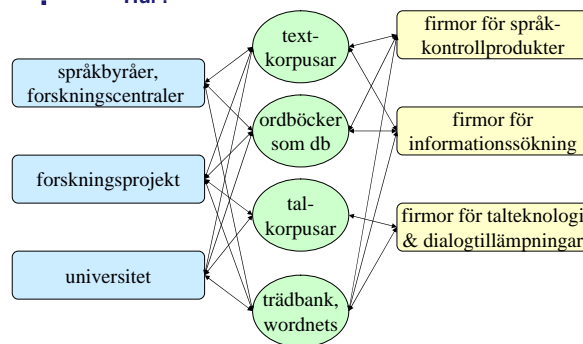 språkbyråer,
forskningscentraler
forskningsprojekt
universitet
text-
korpusar
ordböcker
som db
tal-
korpusar
trädbank,
wordnets
firmor för språk-
kontrollprodukter
firmor för
informationssökning
firmor för talteknologi
& dialogtillämpningar